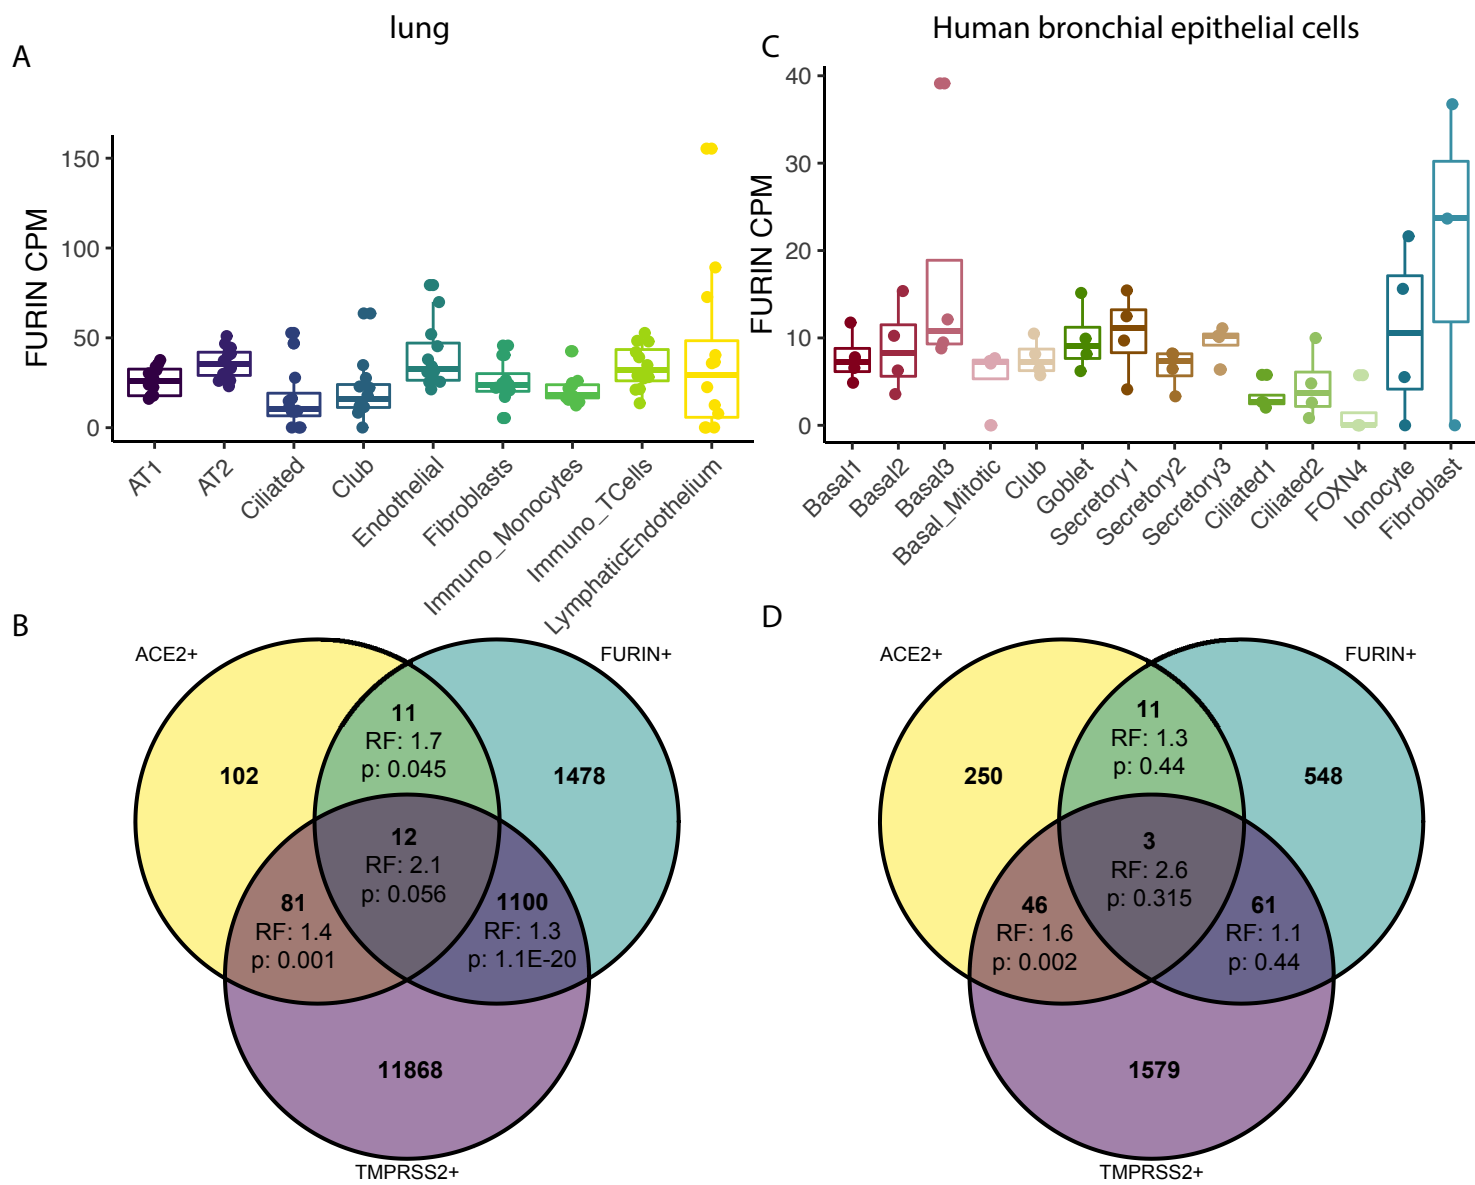 lung
Human bronchial epithelial cells
A
FURIN CPM
150
100
50
0
AT1
AT2
Ciliated
Club
Endothelial
Fibroblasts
Immuno_Monocytes
Immuno_TCells
LymphaticEndothelium
C
FURIN CPM
40
30
20
10
0
Basal1
Basal2
Basal3
Basal_Mitotic
Club
Goblet
Secretory1
Secretory2
Secretory3
Ciliated1
Ciliated2
FOXN4
Ionocyte
Fibroblast
B
ACE2+
FURIN+
11
RF: 1.7
p: 0.045
102
1478
12
RF: 2.1
p: 0.056
81
RF: 1.4
p: 0.001
1100
RF: 1.3
p: 1.1E-20
11868
TMPRSS2+
D
ACE2+
FURIN+
11
RF: 1.3
p: 0.44
250
548
3
RF: 2.6
p: 0.315
46
RF: 1.6
p: 0.002
61
RF: 1.1
p: 0.44
1579
TMPRSS2+